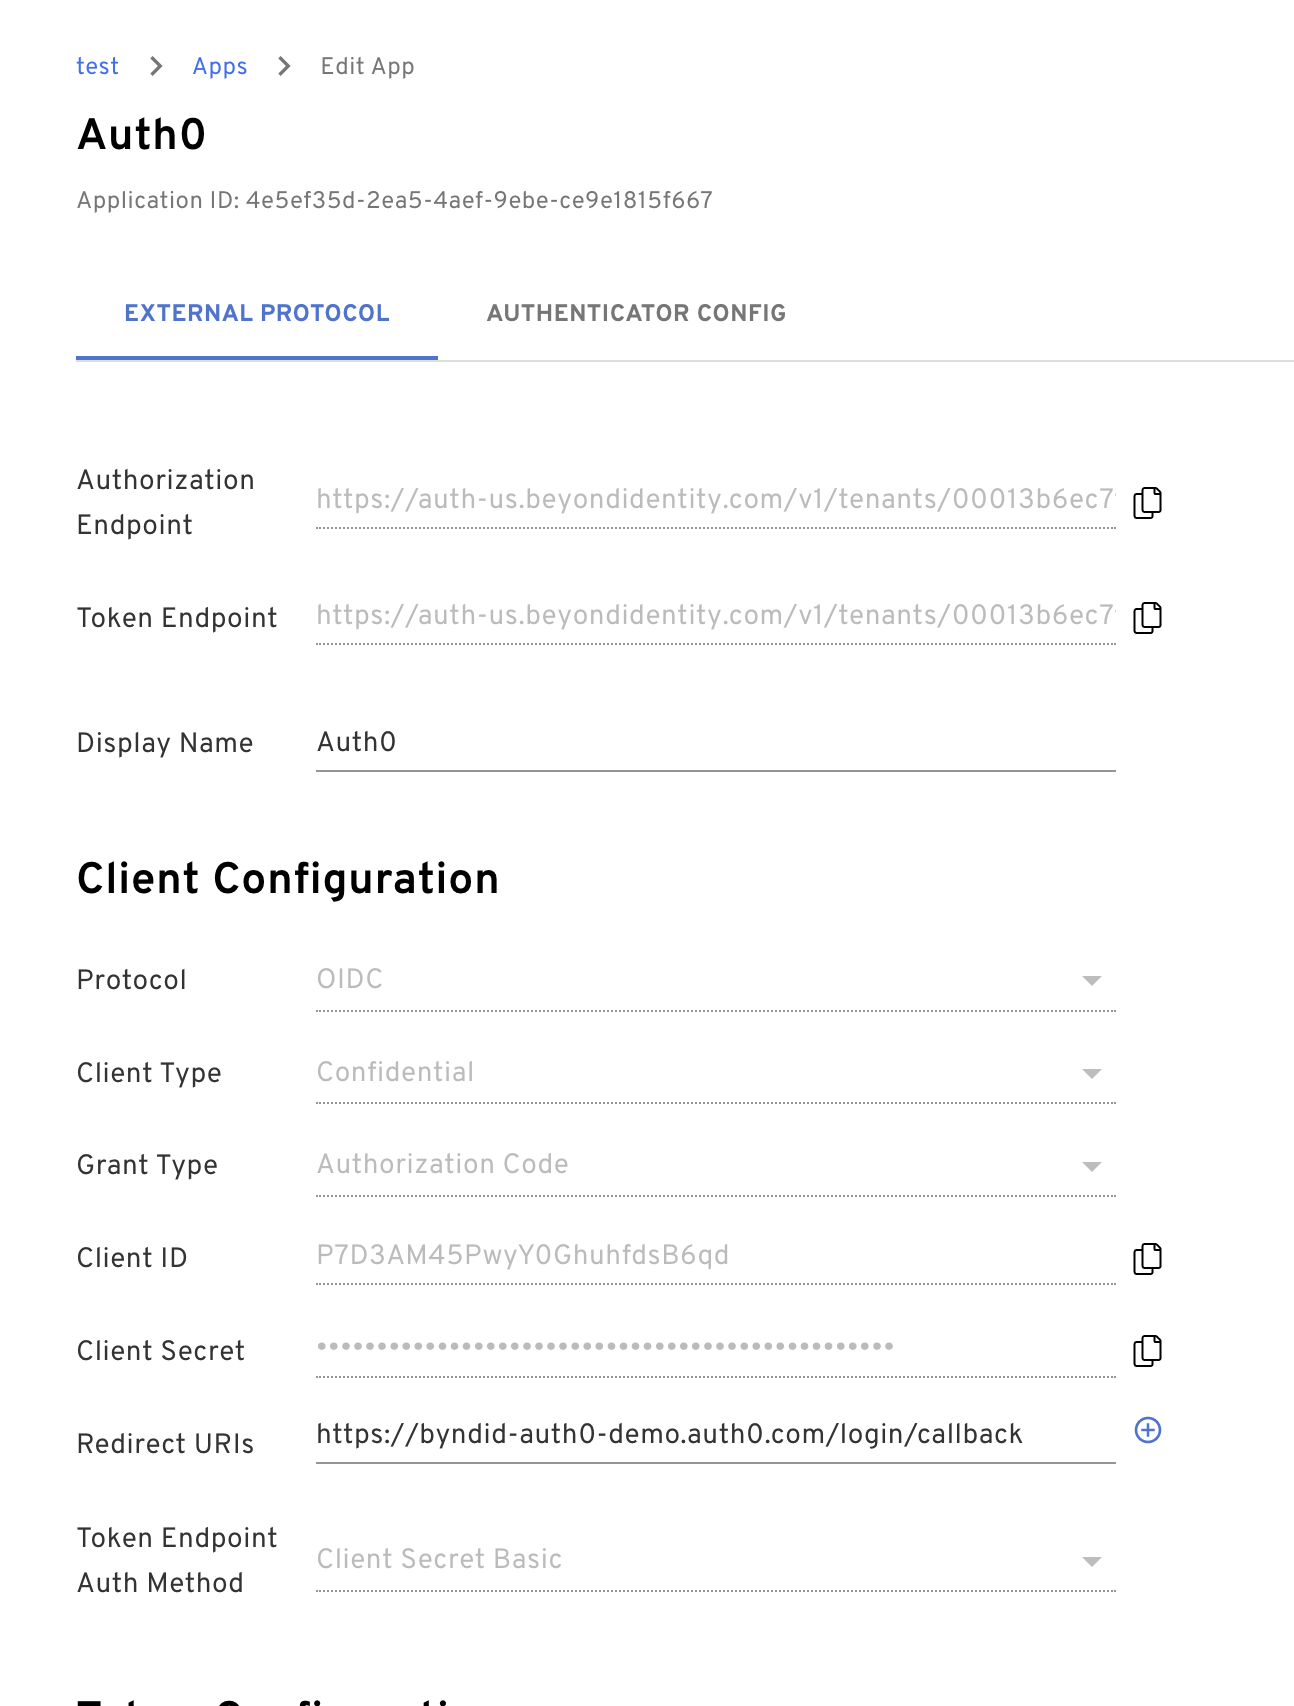 test > Apps > Edit App
Auth0
Application ID: 4e5ef35d-2ea5-4aef-9ebe-ce9e1815f667
EXTERNAL PROTOCOL AUTHENTICATOR CONFIG
Authorization Endpoint https://auth-us.beyondidentity.com/v1/tenants/00013b6ec7
Token Endpoint https://auth-us.beyondidentity.com/v1/tenants/00013b6ec7
Display Name Auth0
Client Configuration
Protocol OIDC
Client Type Confidential
Grant Type Authorization Code
Client ID P7D3AM45PwyY0GhuhfdsB6qd
Client Secret ••••••••••••••••••••••••••••••••••••••••••••••••
Redirect URIs https://byndid-auth0-demo.auth0.com/login/callback
Token Endpoint Auth Method Client Secret Basic